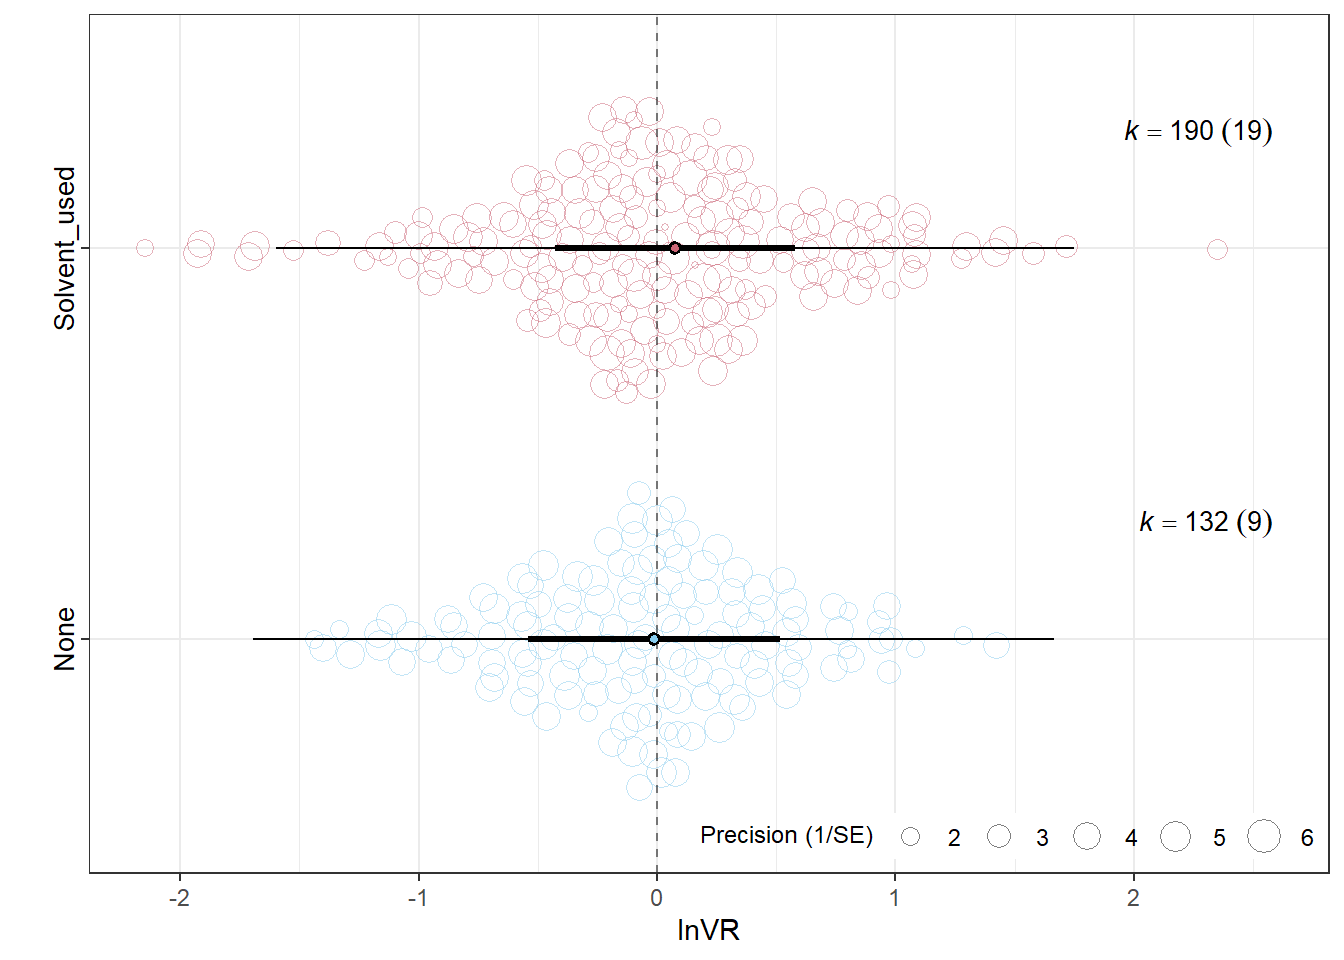 Solvent_used
k = 190 (19)
None
k = 132 (9)
Precision (1/SE) 2 3 4 5 6
-2 -1 0 1 2
lnVR